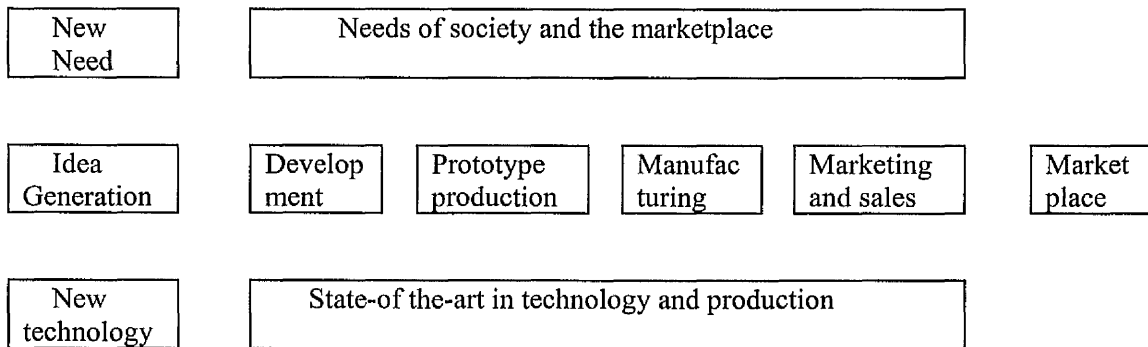 New
Need
Needs of society and the marketplace
Idea
Generation
Develop
ment
Prototype
production
Manufac
turing
Marketing
and sales
Market
place
New
technology
State-of the-art in technology and production